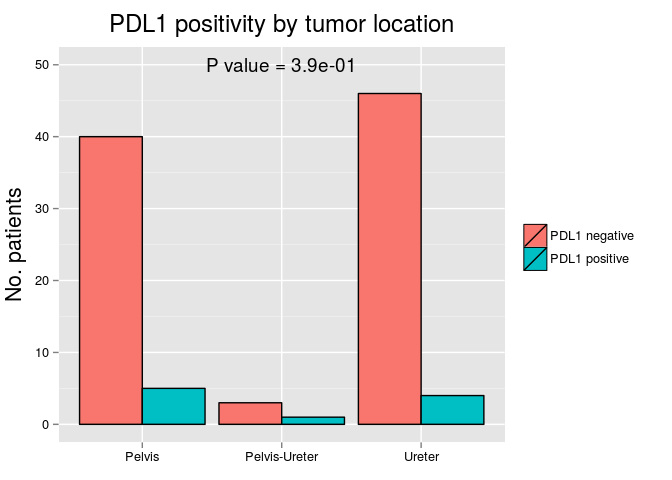 PDL1 positivity by tumor location
P value = 3.9e-01
No. patients
50
40
30
20
10
0
Pelvis
Pelvis-Ureter
Ureter
PDL1 negative
PDL1 positive